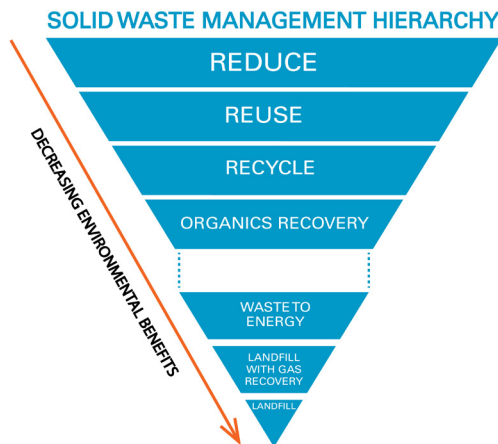 SOLID WASTE MANAGEMENT HIERARCHY
REDUCE
REUSE
RECYCLE
ORGANICS RECOVERY
WASTE TO
ENERGY
LANDFILL
WITH GAS
RECOVERY
LANDFILL
DECREASING ENVIRONMENTAL BENEFITS